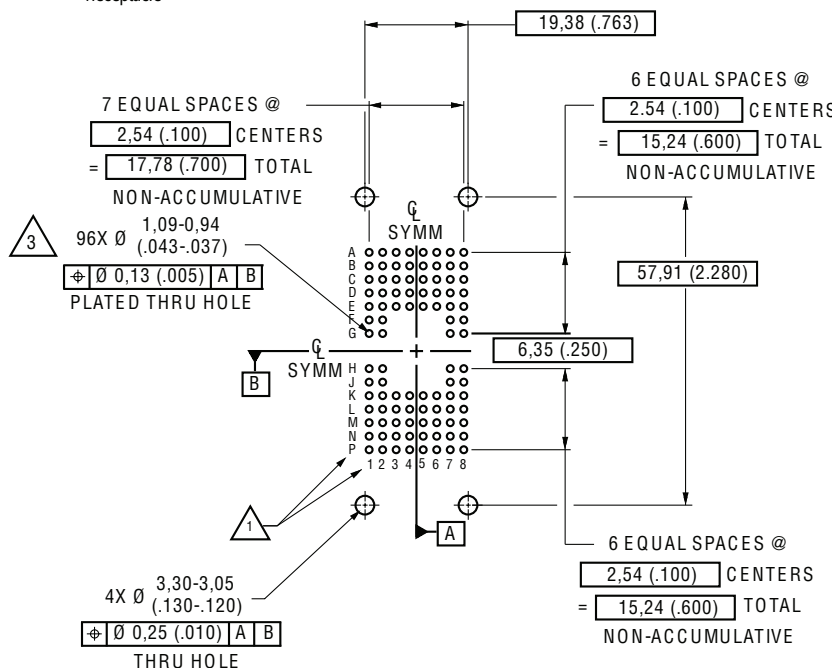 19,38 (.763)
7 EQUAL SPACES @
2,54 (.100) CENTERS
= 17,78 (.700) TOTAL
NON-ACCUMULATIVE
6 EQUAL SPACES @
2.54 (.100) CENTERS
= 15,24 (.600) TOTAL
NON-ACCUMULATIVE
3
96X Ø 1,09-0,94
(.043-.037)
⌖ Ø 0,13 (.005) A B
PLATED THRU HOLE
℄
SYMM
A
B
C
D
E
F
G
57,91 (2.280)
6,35 (.250)
℄
SYMM
B
H
J
K
L
M
N
P
1 2 3 4 5 6 7 8
1
A
4X Ø 3,30-3,05
(.130-.120)
⌖ Ø 0,25 (.010) A B
THRU HOLE
6 EQUAL SPACES @
2,54 (.100) CENTERS
= 15,24 (.600) TOTAL
NON-ACCUMULATIVE